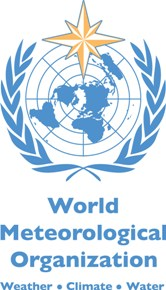 World
Meteorological
Organization
Weather • Climate • Water